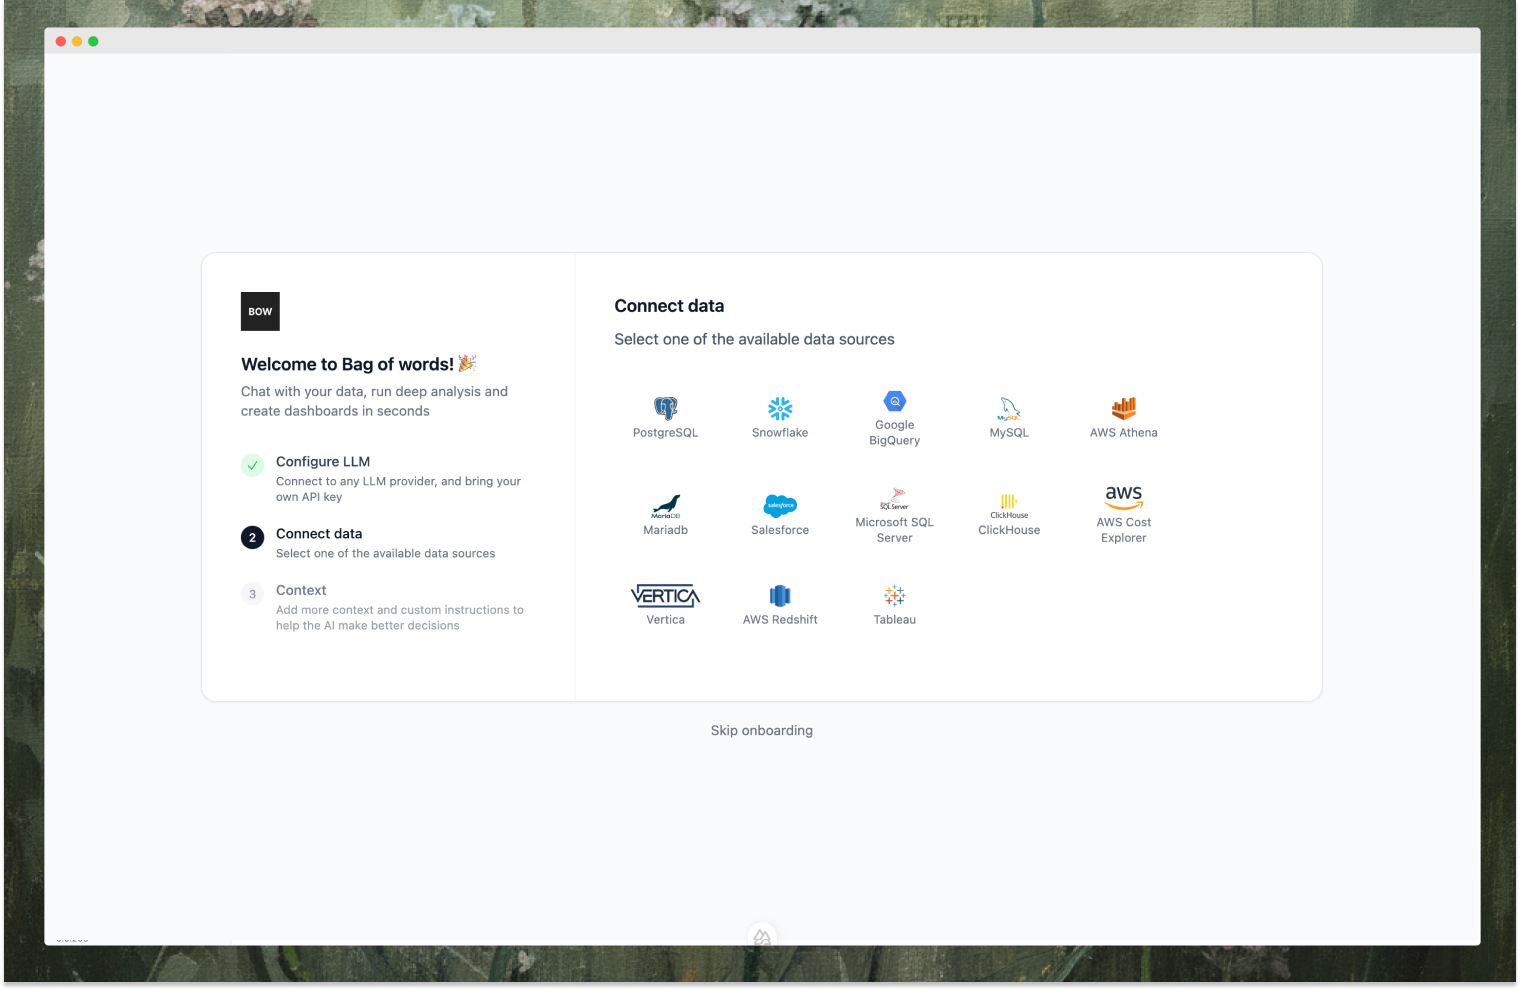 BOW
Welcome to Bag of words! 🎉
Chat with your data, run deep analysis and
create dashboards in seconds
Configure LLM
Connect to any LLM provider, and bring your
own API key
2
Connect data
Select one of the available data sources
3
Context
Add more context and custom instructions to
help the AI make better decisions
Connect data
Select one of the available data sources
PostgreSQL
Snowflake
Google
BigQuery
MySQL
MySQL
AWS Athena
MariaDB
Mariadb
salesforce
Salesforce
SQL Server
Microsoft SQL
Server
ClickHouse
ClickHouse
aws
AWS Cost
Explorer
VERTICA
Vertica
AWS Redshift
Tableau
Skip onboarding